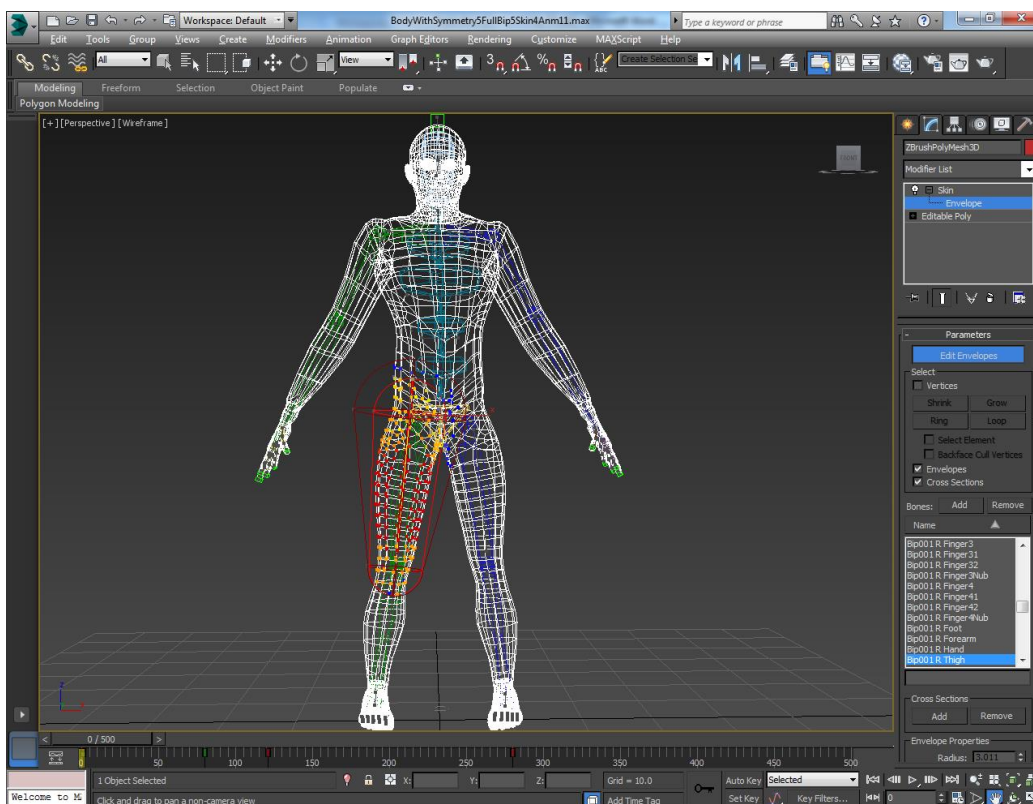 Workspace: Default
BodyWithSymmetry5FullBip5Skin4Anm11.max
Type a keyword or phrase
Edit Tools Group Views Create Modifiers Animation Graph Editors Rendering Customize MAXScript Help
All
View
3
Create Selection Se
Modeling Freeform Selection Object Paint Populate
Polygon Modeling
[+] [Perspective] [Wireframe]
FRONT
ZBrushPolyMesh3D
Modifier List
Skin
Envelope
Editable Poly
Parameters
Edit Envelopes
Select
Vertices
Shrink Grow
Ring Loop
Select Element
Backface Cull Vertices
Envelopes
Cross Sections
Bones: Add Remove
Name
Bip001 R Finger3
Bip001 R Finger31
Bip001 R Finger32
Bip001 R Finger3Nub
Bip001 R Finger4
Bip001 R Finger41
Bip001 R Finger42
Bip001 R Finger4Nub
Bip001 R Foot
Bip001 R Forearm
Bip001 R Hand
Bip001 R Thigh
Cross Sections
Add Remove
Envelope Properties
Radius: 3.011
z
x
< 0 / 500 >
0 50 100 150 200 250 300 350 400 450 500
1 Object Selected X: Y: Z: Grid = 10.0 Auto Key Selected
Welcome to M Click and drag to pan a non-camera view Add Time Tag Set Key Key Filters... 0